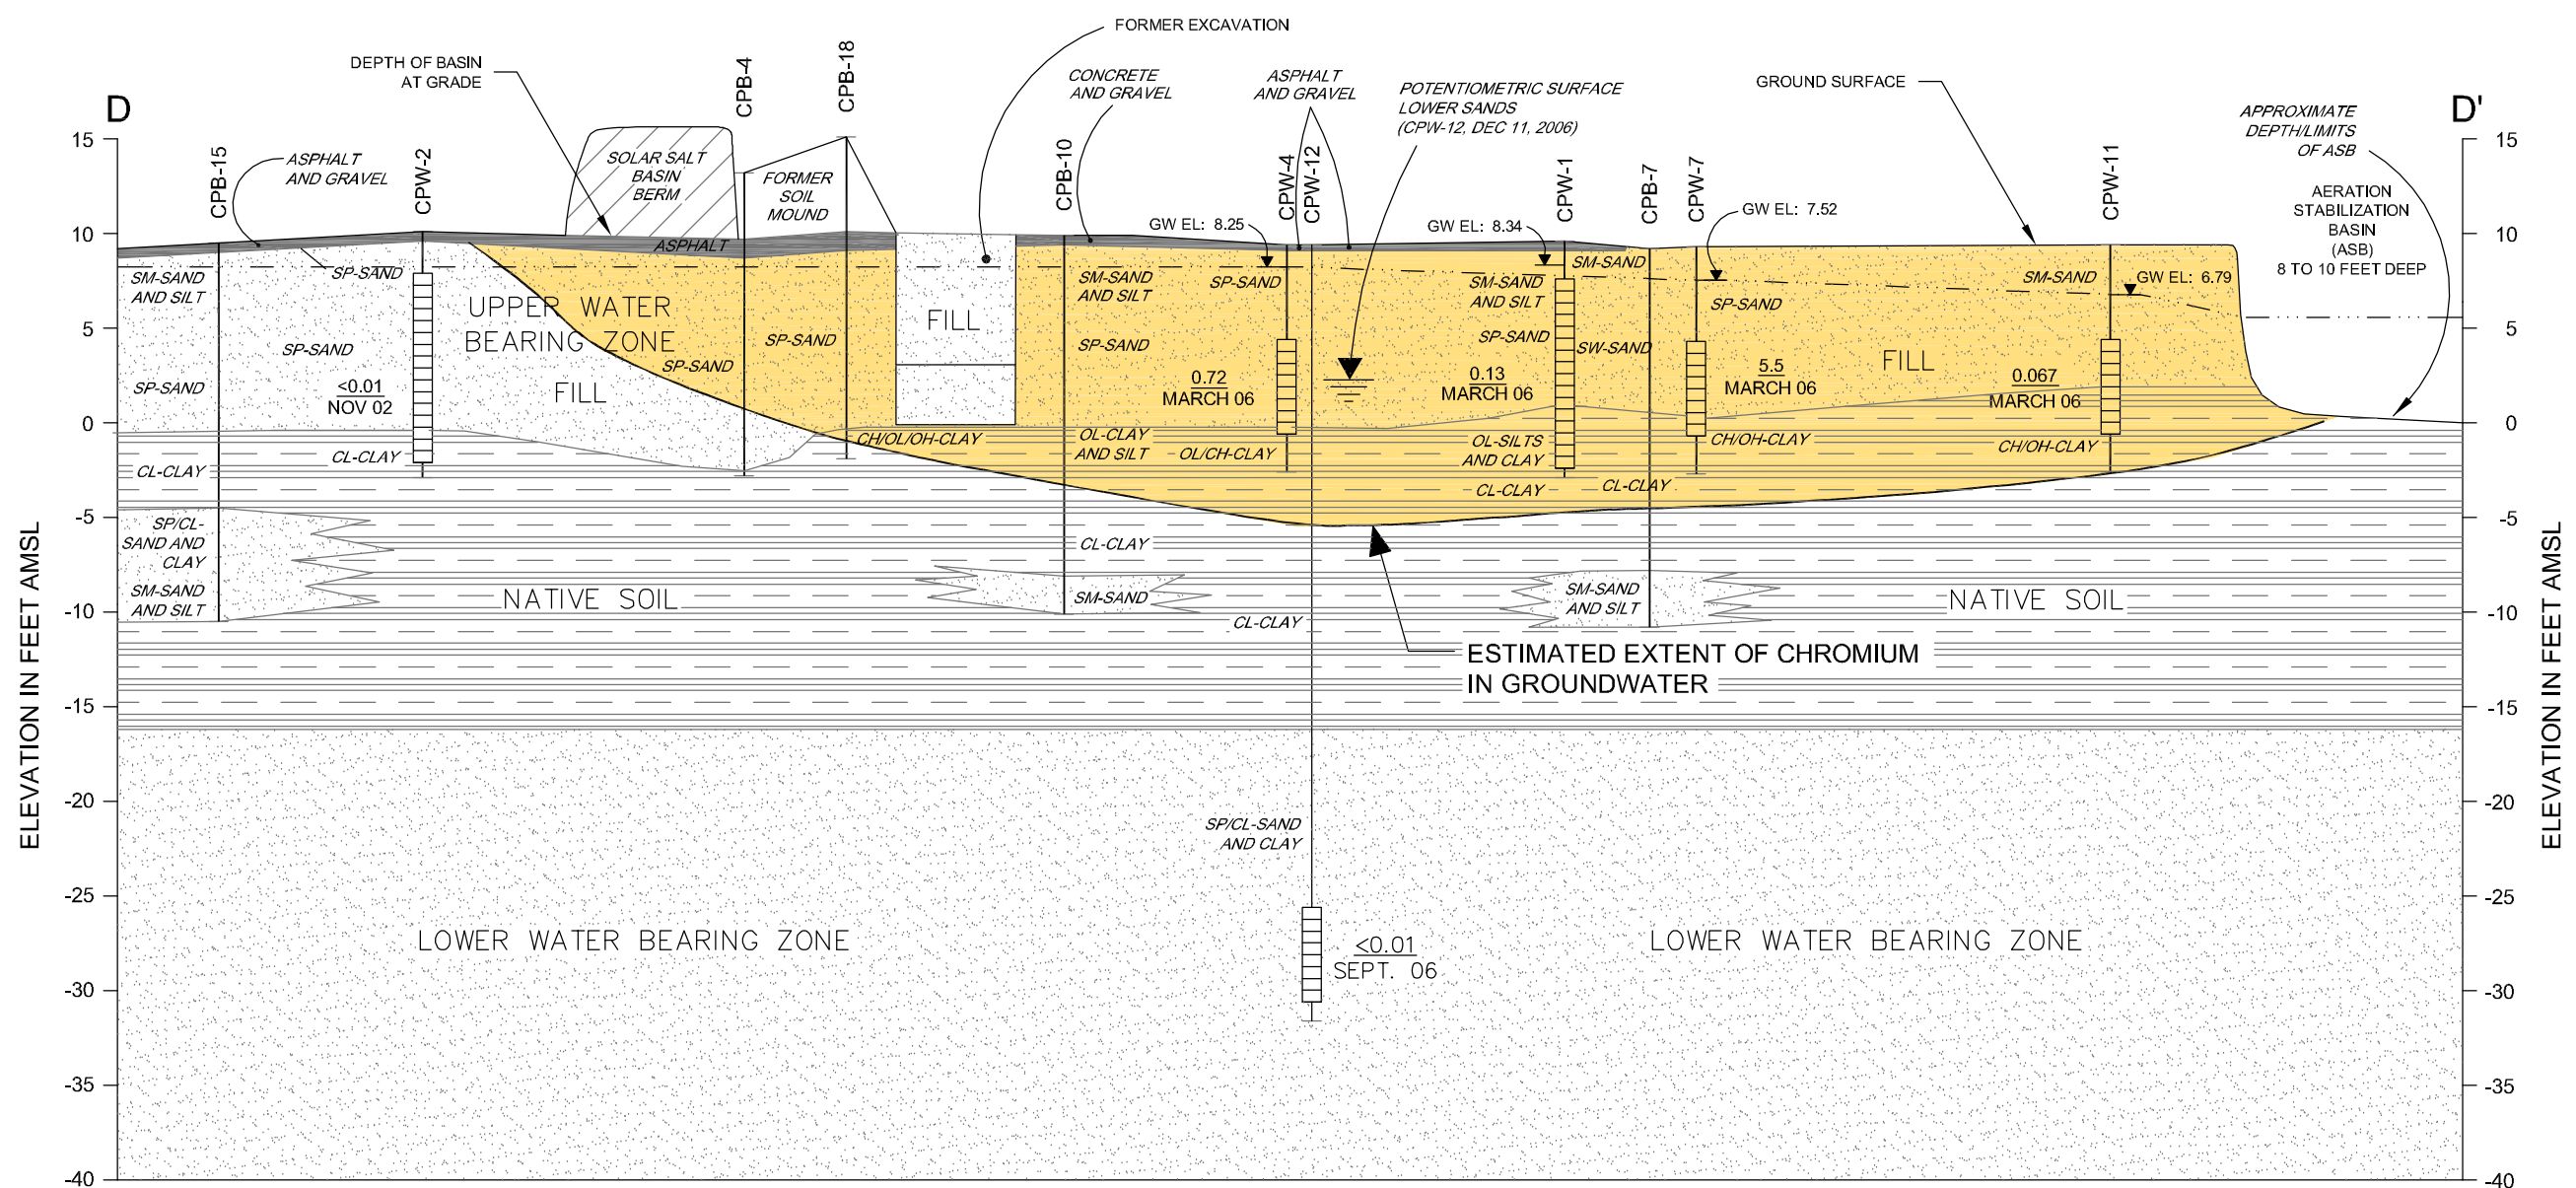 FORMER EXCAVATION
DEPTH OF BASIN
AT GRADE
CPB-4
CPB-18
CONCRETE
AND GRAVEL
ASPHALT
AND GRAVEL
POTENTIOMETRIC SURFACE
LOWER SANDS
(CPW-12, DEC 11, 2006)
GROUND SURFACE
APPROXIMATE
DEPTH/LIMITS
OF ASB
D
D'
15
10
5
0
-5
-10
-15
-20
-25
-30
-35
-40
ELEVATION IN FEET AMSL
CPB-15
ASPHALT
AND GRAVEL
CPW-2
SOLAR SALT
BASIN
BERM
FORMER
SOIL
MOUND
CPB-10
CPW-4
CPW-12
CPW-1
CPB-7
CPW-7
CPW-11
AERATION
STABILIZATION
BASIN
(ASB)
8 TO 10 FEET DEEP
GW EL: 8.25
GW EL: 8.34
GW EL: 7.52
GW EL: 6.79
ASPHALT
SP-SAND
SM-SAND
AND SILT
SP-SAND
SP-SAND
<0.01
NOV 02
UPPER WATER
BEARING ZONE
FILL
SP-SAND
SP-SAND
FILL
SM-SAND
AND SILT
SP-SAND
SP-SAND
0.72
MARCH 06
SM-SAND
AND SILT
SP-SAND
0.13
MARCH 06
SM-SAND
SW-SAND
SP-SAND
5.5
MARCH 06
FILL
SM-SAND
0.067
MARCH 06
CL-CLAY
CL-CLAY
CH/OL/OH-CLAY
OL-CLAY
AND SILT
OL/CH-CLAY
OL-SILTS
AND CLAY
CL-CLAY
CL-CLAY
CH/OH-CLAY
CH/OH-CLAY
SP/CL-
SAND AND
CLAY
SM-SAND
AND SILT
NATIVE SOIL
CL-CLAY
SM-SAND
CL-CLAY
SM-SAND
AND SILT
NATIVE SOIL
ESTIMATED EXTENT OF CHROMIUM
IN GROUNDWATER
SP/CL-SAND
AND CLAY
LOWER WATER BEARING ZONE
<0.01
SEPT. 06
LOWER WATER BEARING ZONE
15
10
5
0
-5
-10
-15
-20
-25
-30
-35
-40
ELEVATION IN FEET AMSL